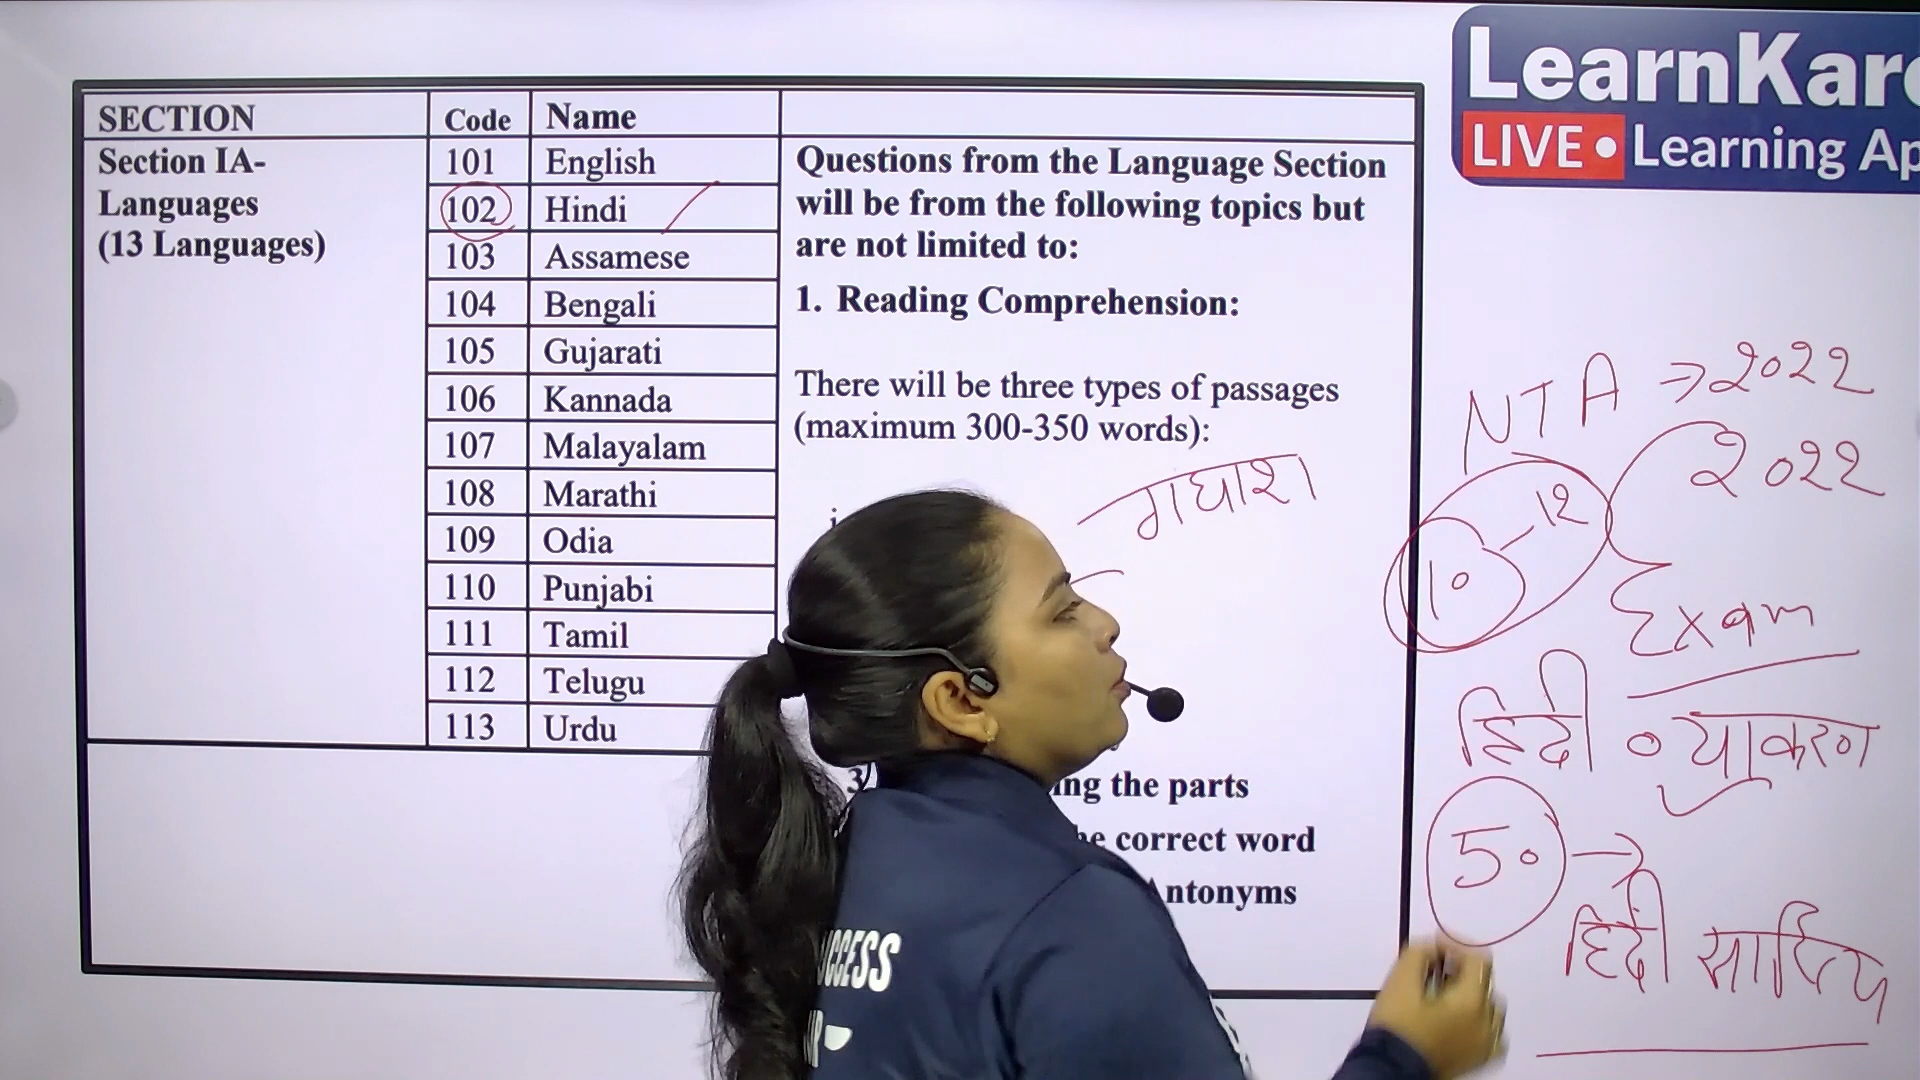 LearnKar
LIVE • Learning Ap
SECTION Code Name
Section IA-
Languages
(13 Languages)
101 English
102 Hindi
103 Assamese
104 Bengali
105 Gujarati
106 Kannada
107 Malayalam
108 Marathi
109 Odia
110 Punjabi
111 Tamil
112 Telugu
113 Urdu
Questions from the Language Section
will be from the following topics but
are not limited to:
1. Reading Comprehension:
There will be three types of passages
(maximum 300-350 words):
i
गघाश
3 ing the parts
he correct word
Antonyms
NTA → 2022
2022
10 - 12
Exam
हिदी व्याकरण
50 →
हिदी साहित्य
CCESS